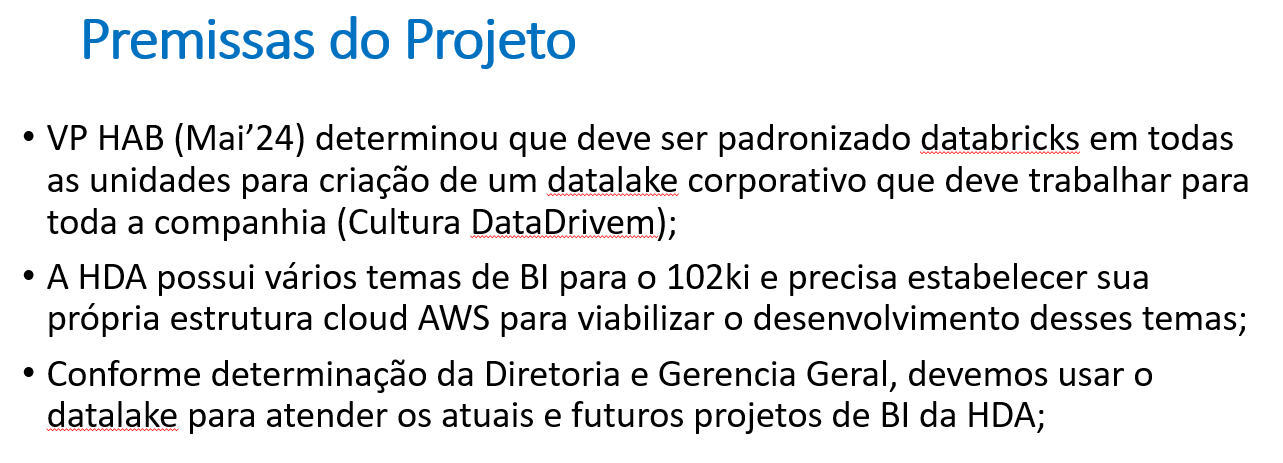 Premissas do Projeto
• VP HAB (Mai’24) determinou que deve ser padronizado databricks em todas
as unidades para criação de um datalake corporativo que deve trabalhar para
toda a companhia (Cultura DataDrivem);
• A HDA possui vários temas de BI para o 102ki e precisa estabelecer sua
própria estrutura cloud AWS para viabilizar o desenvolvimento desses temas;
• Conforme determinação da Diretoria e Gerencia Geral, devemos usar o
datalake para atender os atuais e futuros projetos de BI da HDA;